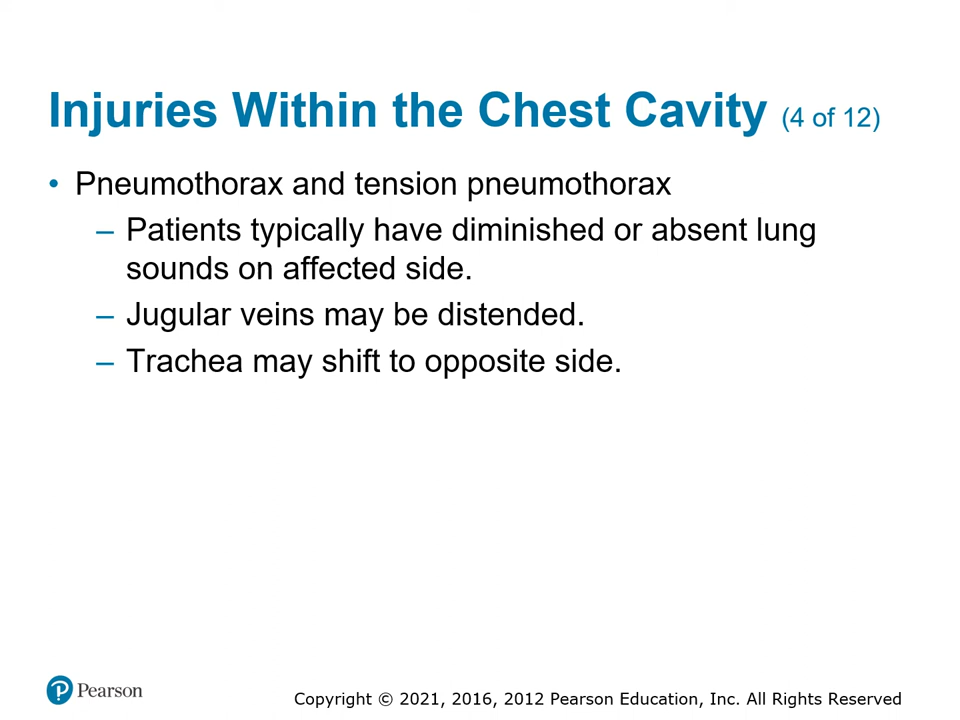 Injuries Within the Chest Cavity (4 of 12)
• Pneumothorax and tension pneumothorax
– Patients typically have diminished or absent lung
sounds on affected side.
– Jugular veins may be distended.
– Trachea may shift to opposite side.
P Pearson
Copyright © 2021, 2016, 2012 Pearson Education, Inc. All Rights Reserved